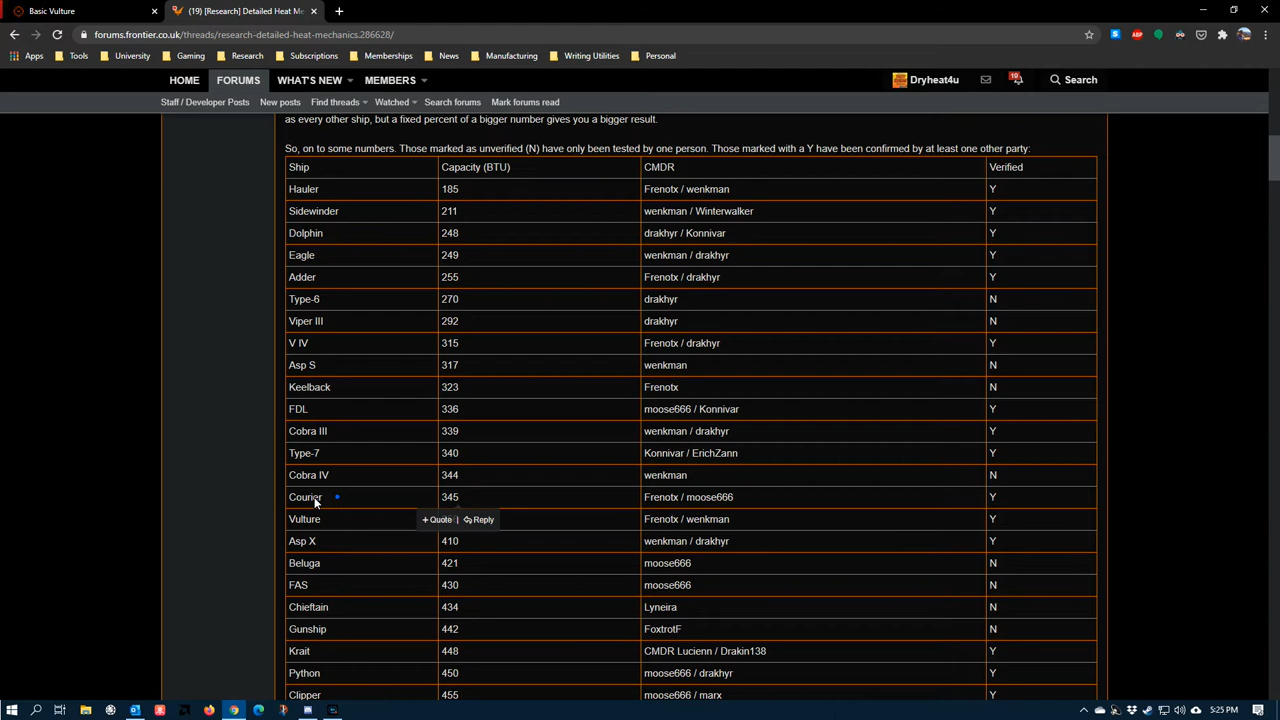 Basic Vulture
(19) [Research] Detailed Heat M
forums.frontier.co.uk/threads/research-detailed-heat-mechanics.286628/
Apps Tools University Gaming Research Subscriptions Memberships News Manufacturing Writing Utilities Personal
HOME FORUMS WHAT'S NEW MEMBERS Dryheat4u 19 Search
Staff / Developer Posts New posts Find threads Watched Search forums Mark forums read
as every other ship, but a fixed percent of a bigger number gives you a bigger result.
So, on to some numbers. Those marked as unverified (N) have only been tested by one person. Those marked with a Y have been confirmed by at least one other party:
Ship Capacity (BTU) CMDR Verified
Hauler 185 Frenotx / wenkman Y
Sidewinder 211 wenkman / Winterwalker Y
Dolphin 248 drakhyr / Konnivar Y
Eagle 249 wenkman / drakhyr Y
Adder 255 Frenotx / drakhyr Y
Type-6 270 drakhyr N
Viper III 292 drakhyr N
V IV 315 Frenotx / drakhyr Y
Asp S 317 wenkman N
Keelback 323 Frenotx N
FDL 336 moose666 / Konnivar Y
Cobra III 339 wenkman / drakhyr Y
Type-7 340 Konnivar / ErichZann Y
Cobra IV 344 wenkman N
Courier 345 Frenotx / moose666 Y
Vulture + Quote | Reply Frenotx / wenkman Y
Asp X 410 wenkman / drakhyr Y
Beluga 421 moose666 N
FAS 430 moose666 N
Chieftain 434 Lyneira N
Gunship 442 FoxtrotF N
Krait 448 CMDR Lucienn / Drakin138 Y
Python 450 moose666 / drakhyr Y
Clipper 455 moose666 / marx Y
5:25 PM